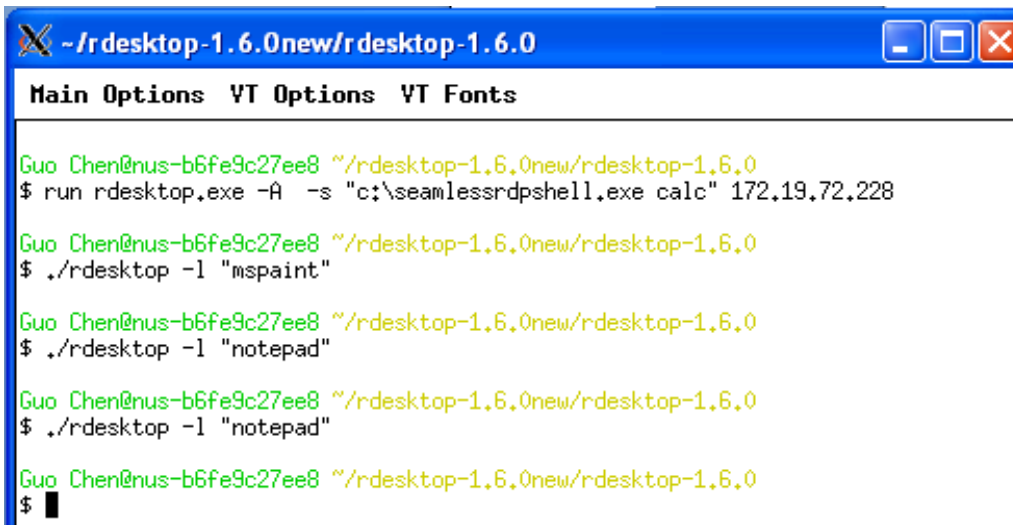 ~/rdesktop-1.6.0new/rdesktop-1.6.0
Main Options VT Options VT Fonts
Guo Chen@nus-b6fe9c27ee8 ~/rdesktop-1.6.0new/rdesktop-1.6.0
$ run rdesktop.exe -A  -s "c:\seamlessrdpshell.exe calc" 172.19.72.228
Guo Chen@nus-b6fe9c27ee8 ~/rdesktop-1.6.0new/rdesktop-1.6.0
$ ./rdesktop -l "mspaint"
Guo Chen@nus-b6fe9c27ee8 ~/rdesktop-1.6.0new/rdesktop-1.6.0
$ ./rdesktop -l "notepad"
Guo Chen@nus-b6fe9c27ee8 ~/rdesktop-1.6.0new/rdesktop-1.6.0
$ ./rdesktop -l "notepad"
Guo Chen@nus-b6fe9c27ee8 ~/rdesktop-1.6.0new/rdesktop-1.6.0
$